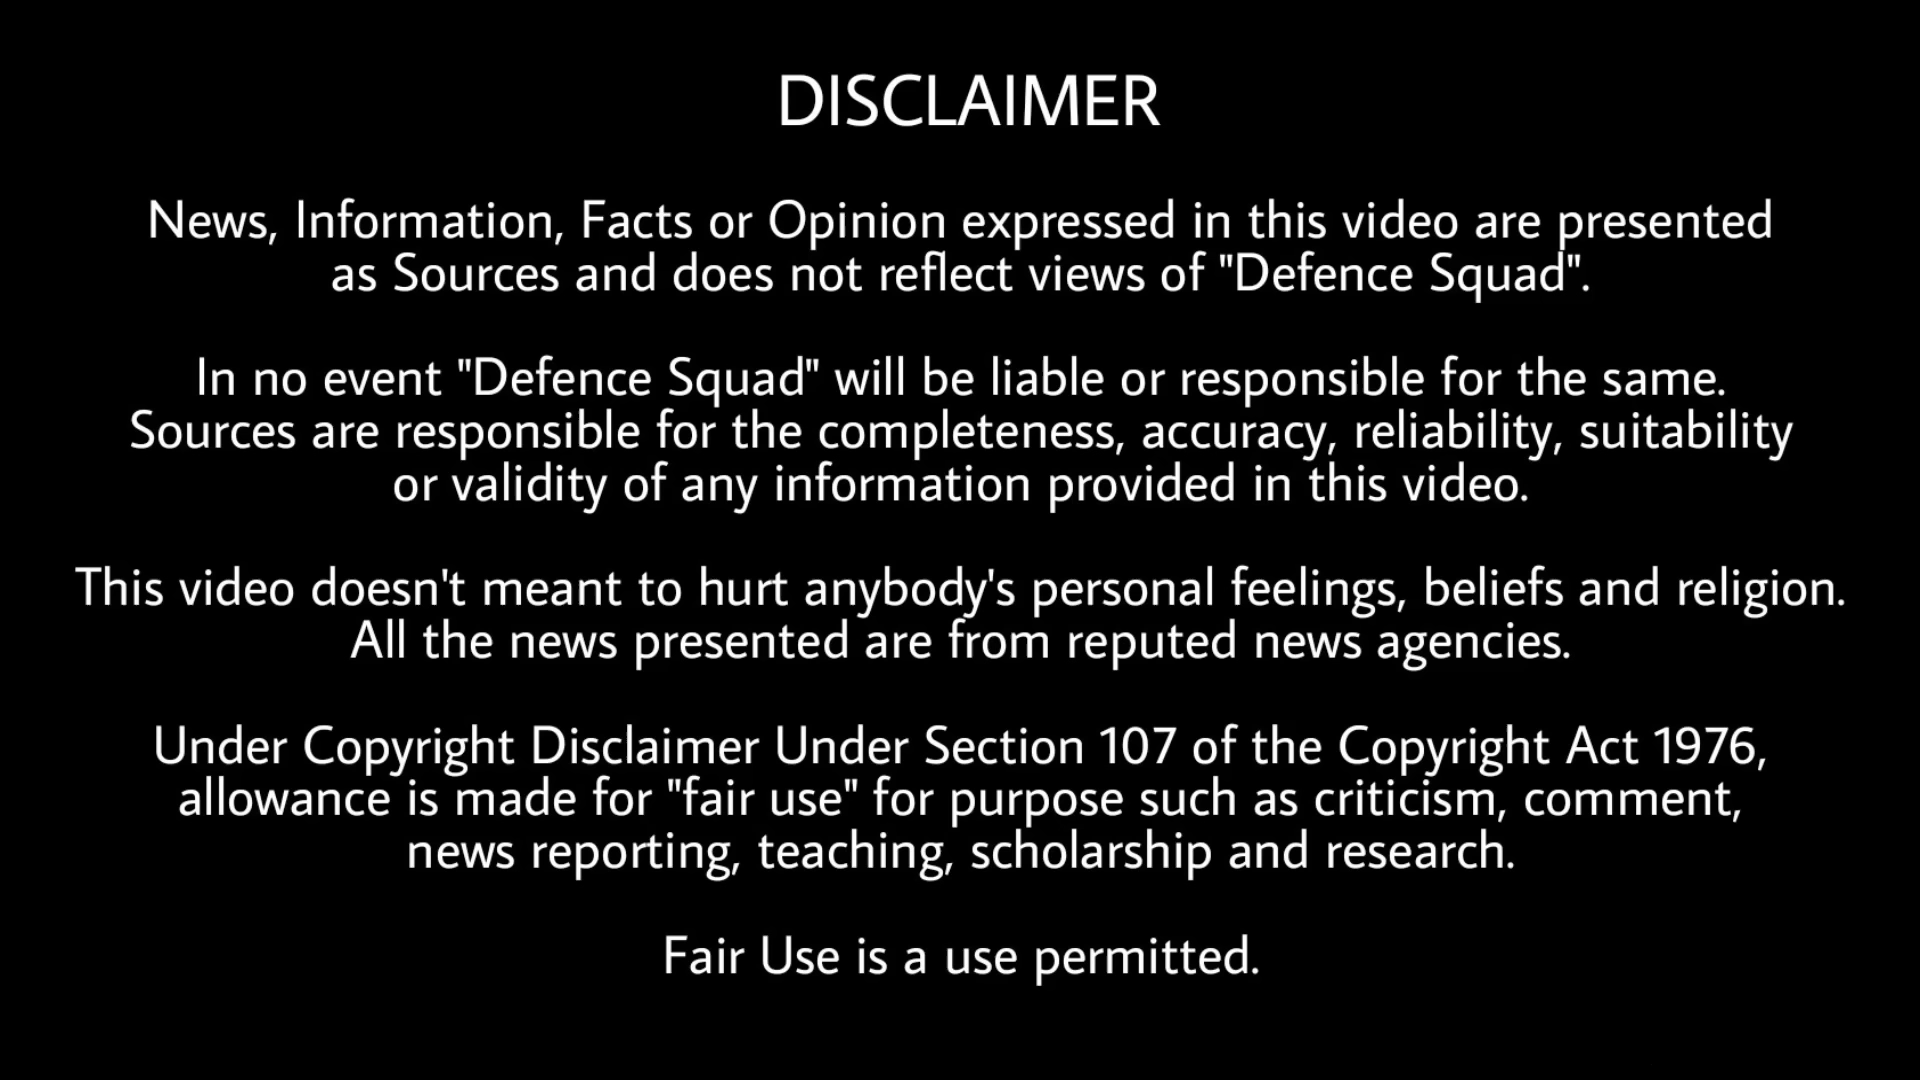 DISCLAIMER
News, Information, Facts or Opinion expressed in this video are presented
as Sources and does not reflect views of "Defence Squad".
In no event "Defence Squad" will be liable or responsible for the same.
Sources are responsible for the completeness, accuracy, reliability, suitability
or validity of any information provided in this video.
This video doesn't meant to hurt anybody's personal feelings, beliefs and religion.
All the news presented are from reputed news agencies.
Under Copyright Disclaimer Under Section 107 of the Copyright Act 1976,
allowance is made for "fair use" for purpose such as criticism, comment,
news reporting, teaching, scholarship and research.
Fair Use is a use permitted.